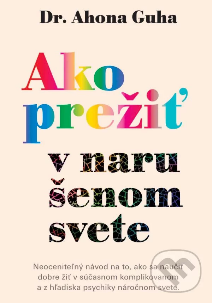 Dr. Ahona Guha
Ako
prežiť
v naru
šenom
svete
Neoceniteľný návod na to, ako sa naučiť
dobre žiť v súčasnom komplikovanom
a z hľadiska psychiky náročnom svete.
M
martinus